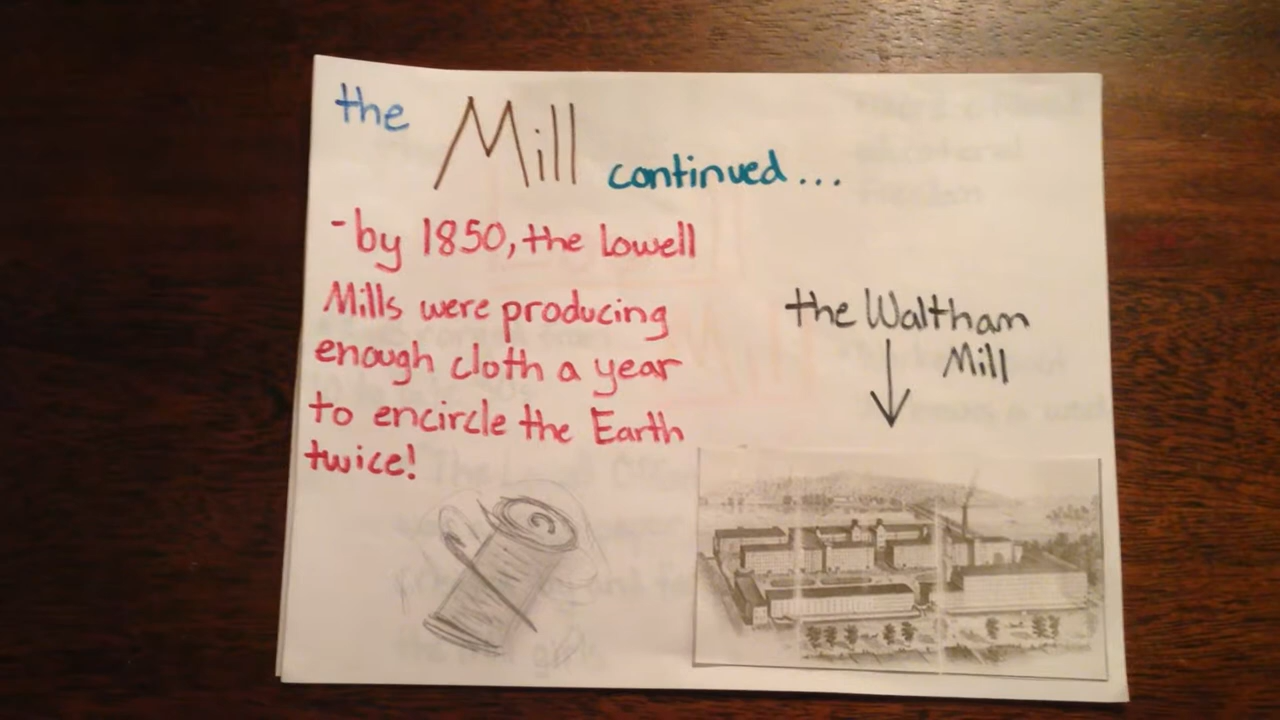 the Mill continued...
-by 1850, the Lowell
Mills were producing
enough cloth a year
to encircle the Earth
twice!
the Waltham
Mill